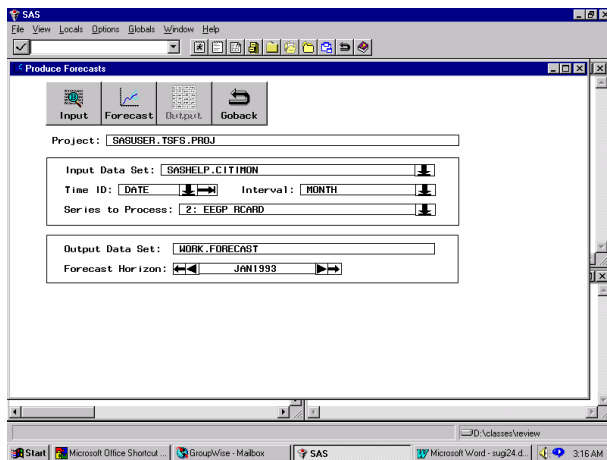 SAS
File View Locals Options Globals Window Help
Produce Forecasts
Input Forecast Output Goback
Project: SASUSER.TSFS.PROJ
Input Data Set: SASHELP.CITIMON
Time ID: DATE Interval: MONTH
Series to Process: 2: EEGP RCARD
Output Data Set: WORK.FORECAST
Forecast Horizon: JAN1993
D:\classes\review
Start Microsoft Office Shortcut ... GroupWise - Mailbox SAS Microsoft Word - sugi24.d... 3:16 AM